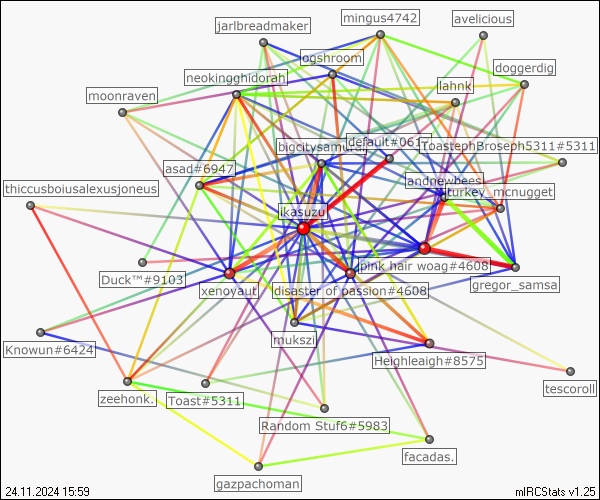 mingus4742
avelicious
jarlbreadmaker
ogshroom
doggerdig
neokingghidorah
lahnk
moonraven
default#061
ToastephBroseph5311#5311
bigcitysamurai
asad#6947
andnewbees
thiccusboiusalexusjoneus
turkey_mcnugget
ikasuzu
pink hair woag#4608
Duck™#9103
gregor_samsa
xenoyaut
disaster of passion#4608
mukszi
Knowun#6424
Heighleaigh#8575
tescoroll
zeehonk.
Toast#5311
Random Stuf6#5983
facadas.
gazpachoman
24.11.2024 15:59
mIRCStats v1.25